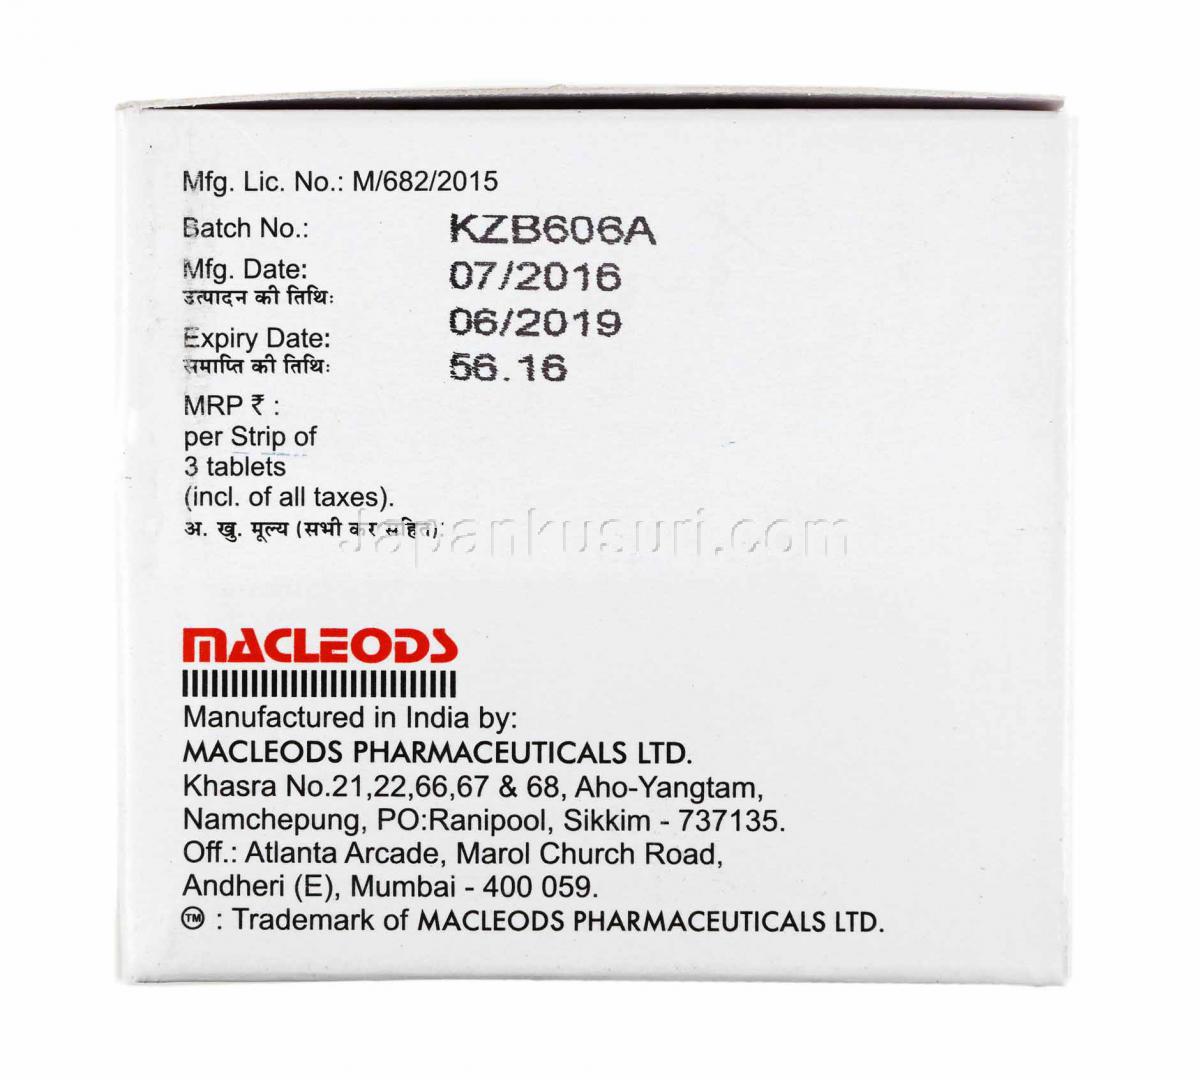 Mfg. Lic. No.: M/682/2015
Batch No.: KZB606A
Mfg. Date: 07/2016
उत्पादन की तिथि:
06/2019
Expiry Date:
समाप्ति की तिथि:
56.16
MRP ₹ :
per Strip of
3 tablets
(incl. of all taxes).
अ. खु. मूल्य (सभी कर सहित):
Japankusuri.com
MACLEODS
Manufactured in India by:
MACLEODS PHARMACEUTICALS LTD.
Khasra No.21,22,66,67 & 68, Aho-Yangtam,
Namchepung, PO:Ranipool, Sikkim - 737135.
Off.: Atlanta Arcade, Marol Church Road,
Andheri (E), Mumbai - 400 059.
TM : Trademark of MACLEODS PHARMACEUTICALS LTD.